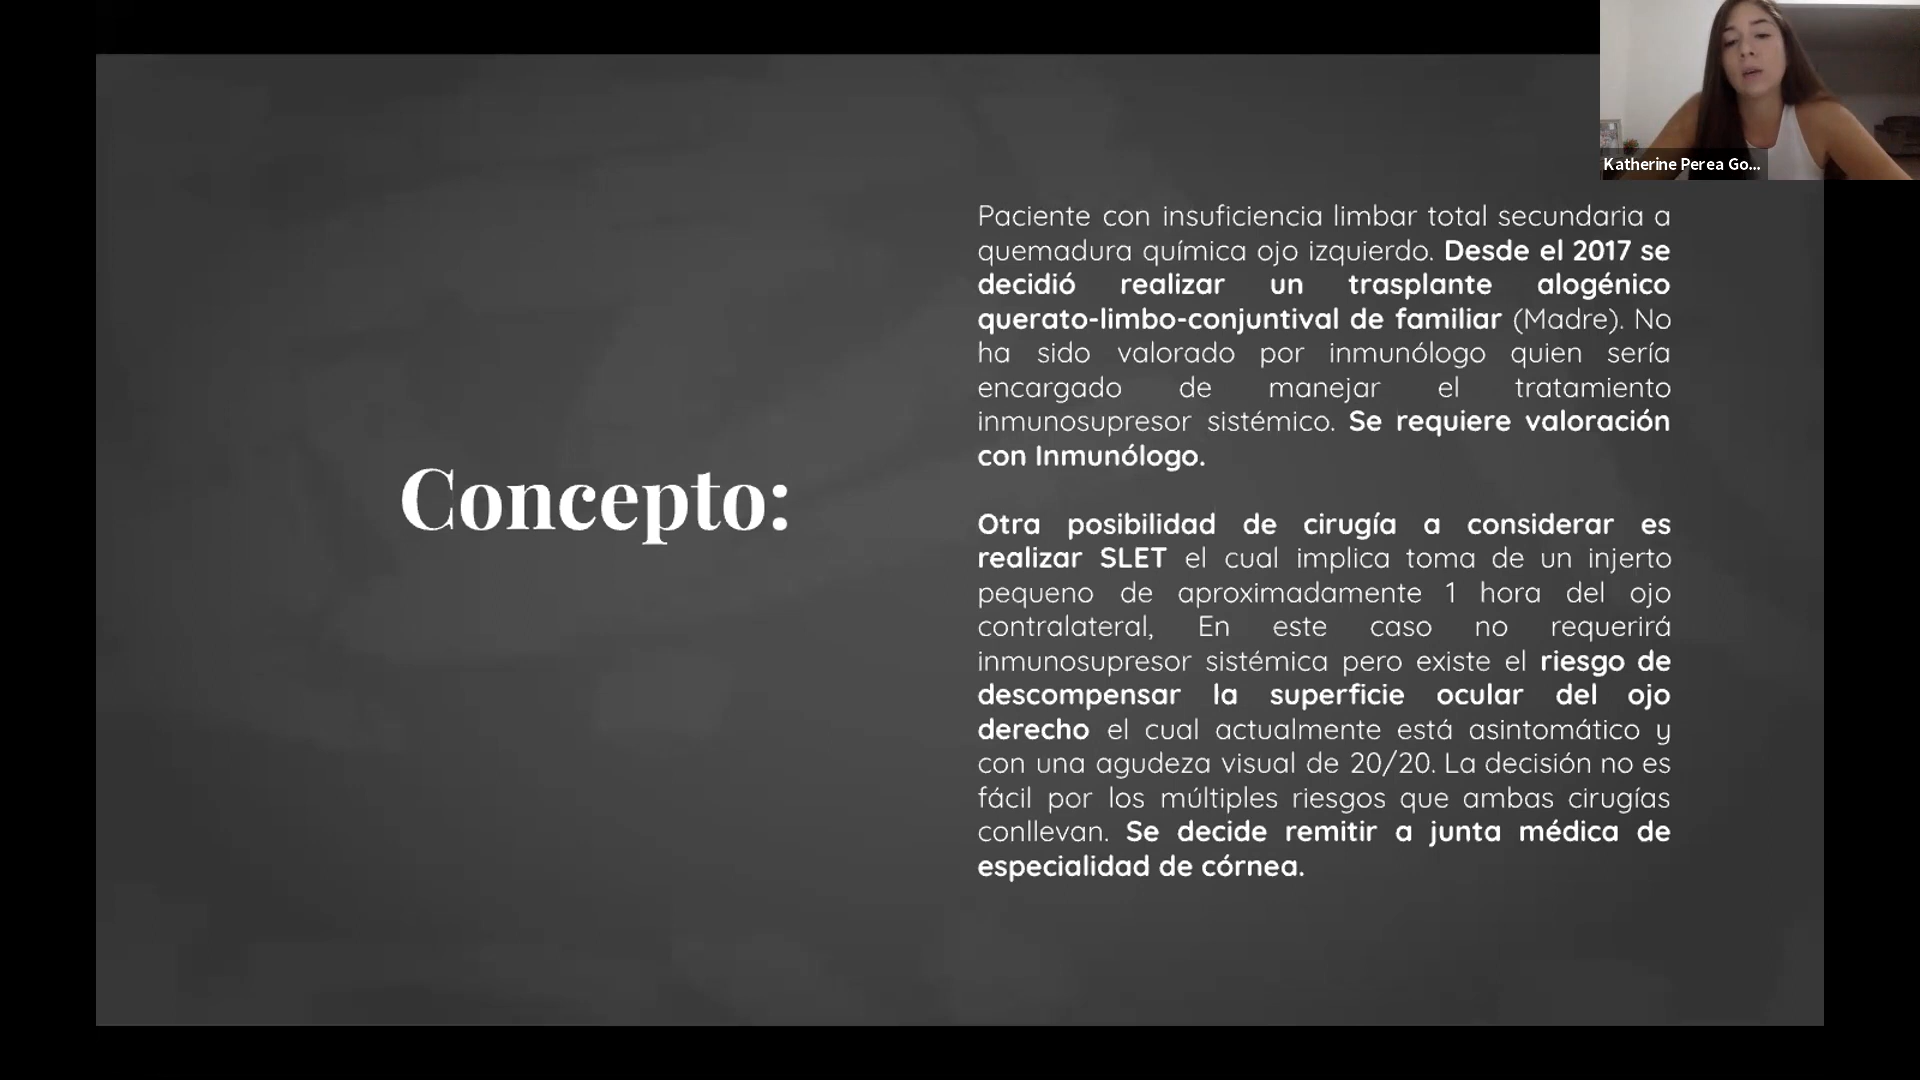 Katherine Perea Go...
Concepto:
Paciente con insuficiencia limbar total secundaria a
quemadura química ojo izquierdo. Desde el 2017 se
decidió realizar un trasplante alogénico
querato-limbo-conjuntival de familiar (Madre). No
ha sido valorado por inmunólogo quien sería
encargado de manejar el tratamiento
inmunosupresor sistémico. Se requiere valoración
con Inmunólogo.
Otra posibilidad de cirugía a considerar es
realizar SLET el cual implica toma de un injerto
pequeno de aproximadamente 1 hora del ojo
contralateral, En este caso no requerirá
inmunosupresor sistémica pero existe el riesgo de
descompensar la superficie ocular del ojo
derecho el cual actualmente está asintomático y
con una agudeza visual de 20/20. La decisión no es
fácil por los múltiples riesgos que ambas cirugías
conllevan. Se decide remitir a junta médica de
especialidad de córnea.